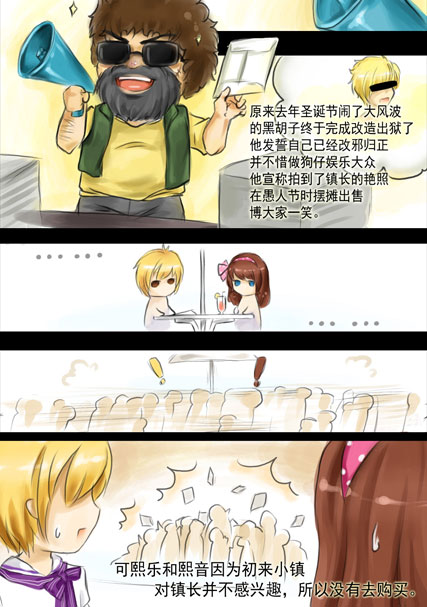 原来去年圣诞节闹了大风波
的黑胡子终于完成改造出狱了
他发誓自己已经改邪归正
并不惜做狗仔娱乐大众
他宣称拍到了镇长的艳照
在愚人节时摆摊出售
博大家一笑。
••••
••••
!
!
可熙乐和熙音因为初来小镇
对镇长并不感兴趣，所以没有去购买。